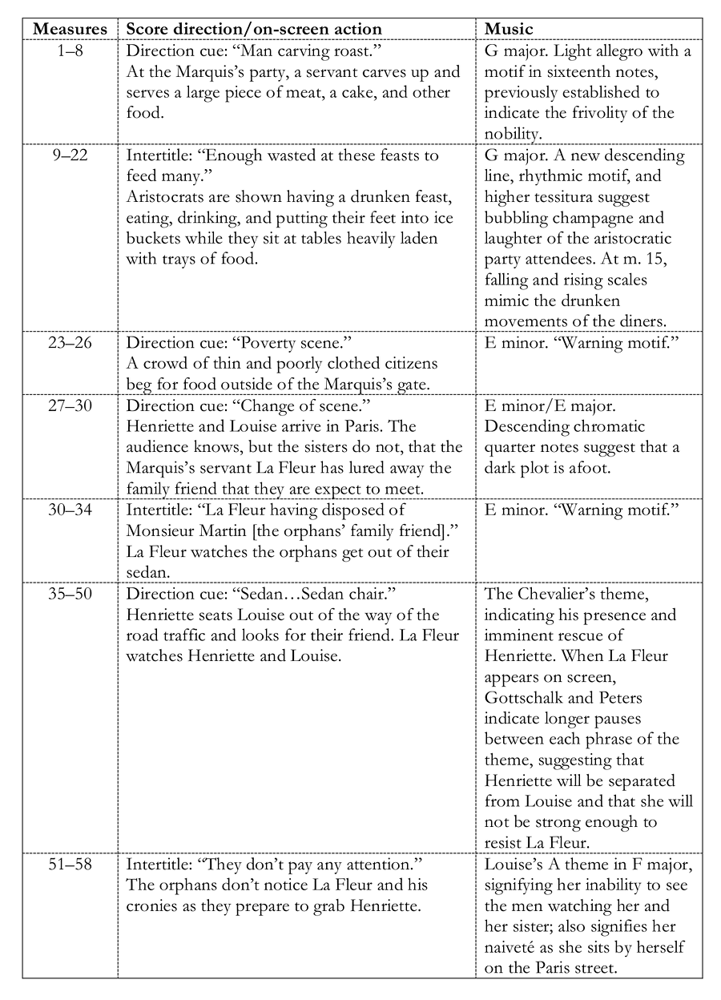 Measures Score direction/on-screen action Music
1–8
Direction cue: “Man carving roast.”
At the Marquis’s party, a servant carves up and
serves a large piece of meat, a cake, and other
food.
G major. Light allegro with a
motif in sixteenth notes,
previously established to
indicate the frivolity of the
nobility.
9–22
Intertitle: “Enough wasted at these feasts to
feed many.”
Aristocrats are shown having a drunken feast,
eating, drinking, and putting their feet into ice
buckets while they sit at tables heavily laden
with trays of food.
G major. A new descending
line, rhythmic motif, and
higher tessitura suggest
bubbling champagne and
laughter of the aristocratic
party attendees. At m. 15,
falling and rising scales
mimic the drunken
movements of the diners.
23–26
Direction cue: “Poverty scene.”
A crowd of thin and poorly clothed citizens
beg for food outside of the Marquis’s gate.
E minor. “Warning motif.”
27–30
Direction cue: “Change of scene.”
Henriette and Louise arrive in Paris. The
audience knows, but the sisters do not, that the
Marquis’s servant La Fleur has lured away the
family friend that they are expect to meet.
E minor/E major.
Descending chromatic
quarter notes suggest that a
dark plot is afoot.
30–34
Intertitle: “La Fleur having disposed of
Monsieur Martin [the orphans’ family friend].”
La Fleur watches the orphans get out of their
sedan.
E minor. “Warning motif.”
35–50
Direction cue: “Sedan…Sedan chair.”
Henriette seats Louise out of the way of the
road traffic and looks for their friend. La Fleur
watches Henriette and Louise.
The Chevalier’s theme,
indicating his presence and
imminent rescue of
Henriette. When La Fleur
appears on screen,
Gottschalk and Peters
indicate longer pauses
between each phrase of the
theme, suggesting that
Henriette will be separated
from Louise and that she will
not be strong enough to
resist La Fleur.
51–58
Intertitle: “They don’t pay any attention.”
The orphans don’t notice La Fleur and his
cronies as they prepare to grab Henriette.
Louise’s A theme in F major,
signifying her inability to see
the men watching her and
her sister; also signifies her
naiveté as she sits by herself
on the Paris street.